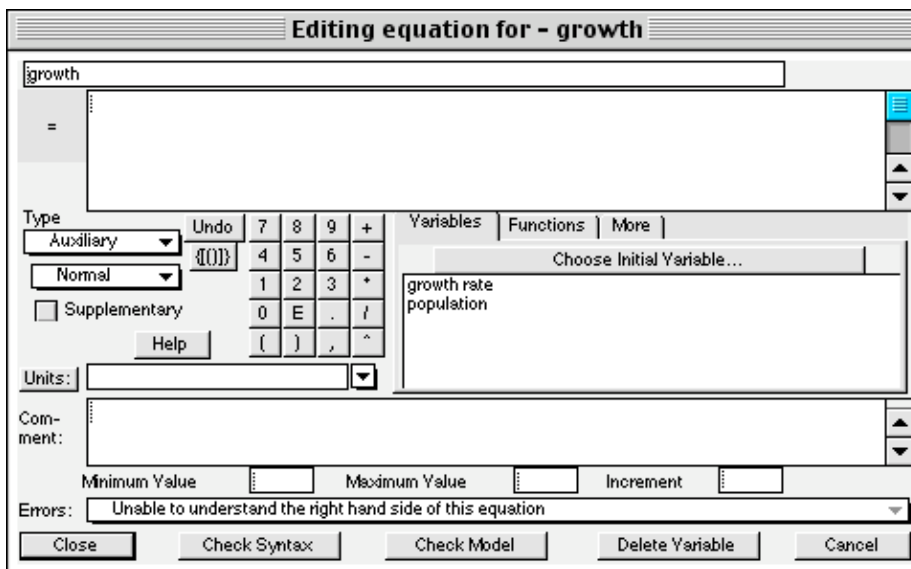 Editing equation for - growth
growth
=
Type
Auxiliary
Normal
Supplementary
Help
Undo 7 8 9 +
{[()]} 4 5 6 -
1 2 3 *
0 E . /
( ) , ^
Variables Functions More
Choose Initial Variable...
growth rate
population
Units:
Com-
ment:
Minimum Value Maximum Value Increment
Errors: Unable to understand the right hand side of this equation
Close Check Syntax Check Model Delete Variable Cancel